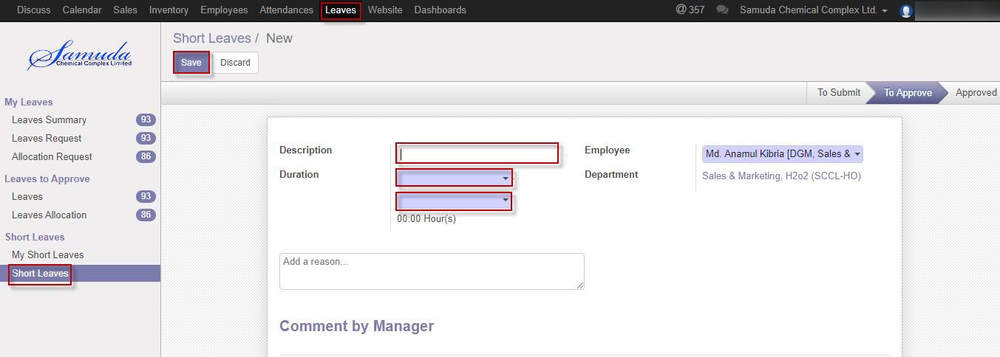 Discuss Calendar Sales Inventory Employees Attendances Leaves Website Dashboards @ 357 Samuda Chemical Complex Ltd.
Samuda
Chemical Complex Limited
Short Leaves / New
Save Discard
To Submit To Approve Approved
My Leaves
Leaves Summary 93
Leaves Request 93
Allocation Request 86
Leaves to Approve
Leaves 93
Leaves Allocation 86
Short Leaves
My Short Leaves
Short Leaves
Description
Employee Md. Anamul Kibria [DGM, Sales &
Duration
Department Sales & Marketing, H2o2 (SCCL-HO)
00:00 Hour(s)
Add a reason...
Comment by Manager